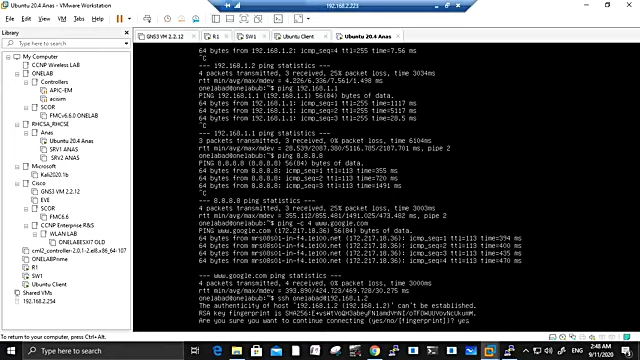 Ubuntu 20.4 Anas - VMware Workstation
192.168.2.223
File Edit View VM Tabs Help
Library
Type here to search
My Computer
CCNP Wireless LAB
ONELAB
Controllers
APIC-EM
acsim
SCOR
FMCv6.6.0 ONELAB
RHCSA_RHCSE
Anas
Ubuntu 20.4 Anas
SRV1 ANAS
SRV2 ANAS
Microsoft
Kali2020.1b
Cisco
GNS3 VM 2.2.12
EVE
SCOR
FMC6.6
CCNP Enterprise R&S
WLAN LAB
ONELABESXI7 OLD
cml2_controller-2.0.1-2.el8.x86_64-107
ONELABPnme
R1
SW1
Ubuntu Client
Shared VMs
192.168.2.254
GNS3 VM 2.2.12
R1
SW1
Ubuntu Client
Ubuntu 20.4 Anas
64 bytes from 192.168.1.2: icmp_seq=4 ttl=255 time=7.56 ms
^C
--- 192.168.1.2 ping statistics ---
4 packets transmitted, 3 received, 25% packet loss, time 3034ms
rtt min/avg/max/mdev = 4.226/6.336/7.561/1.498 ms
onelabad@onelabub:~$ ping 192.168.1.1
PING 192.168.1.1 (192.168.1.1) 56(84) bytes of data.
64 bytes from 192.168.1.1: icmp_seq=1 ttl=255 time=1117 ms
64 bytes from 192.168.1.1: icmp_seq=2 ttl=255 time=5117 ms
64 bytes from 192.168.1.1: icmp_seq=3 ttl=255 time=28.5 ms
^C
--- 192.168.1.1 ping statistics ---
3 packets transmitted, 3 received, 0% packet loss, time 6104ms
rtt min/avg/max/mdev = 28.539/2087.380/5116.785/2187.701 ms, pipe 2
onelabad@onelabub:~$ ping 8.8.8.8
PING 8.8.8.8 (8.8.8.8) 56(84) bytes of data.
64 bytes from 8.8.8.8: icmp_seq=1 ttl=113 time=355 ms
64 bytes from 8.8.8.8: icmp_seq=2 ttl=113 time=720 ms
64 bytes from 8.8.8.8: icmp_seq=3 ttl=113 time=1491 ms
^C
--- 8.8.8.8 ping statistics ---
4 packets transmitted, 3 received, 25% packet loss, time 3003ms
rtt min/avg/max/mdev = 355.112/855.481/1491.025/473.482 ms, pipe 2
onelabad@onelabub:~$ ping -c 4 www.google.com
PING www.google.com (172.217.18.36) 56(84) bytes of data.
64 bytes from mrs08s01-in-f4.1e100.net (172.217.18.36): icmp_seq=1 ttl=113 time=394 ms
64 bytes from mrs08s01-in-f4.1e100.net (172.217.18.36): icmp_seq=2 ttl=113 time=400 ms
64 bytes from mrs08s01-in-f4.1e100.net (172.217.18.36): icmp_seq=3 ttl=113 time=435 ms
64 bytes from mrs08s01-in-f4.1e100.net (172.217.18.36): icmp_seq=4 ttl=113 time=470 ms
--- www.google.com ping statistics ---
4 packets transmitted, 4 received, 0% packet loss, time 3000ms
rtt min/avg/max/mdev = 393.890/424.723/469.728/30.275 ms
onelabad@onelabub:~$ ssh onelabad@192.168.1.2
The authenticity of host '192.168.1.2 (192.168.1.2)' can't be established.
RSA key fingerprint is
Are you sure you want to continue connecting (yes/no/[fingerprint])? yes
To return to your computer, press Ctrl+Alt.
Type here to search
2:48 AM
9/11/2020